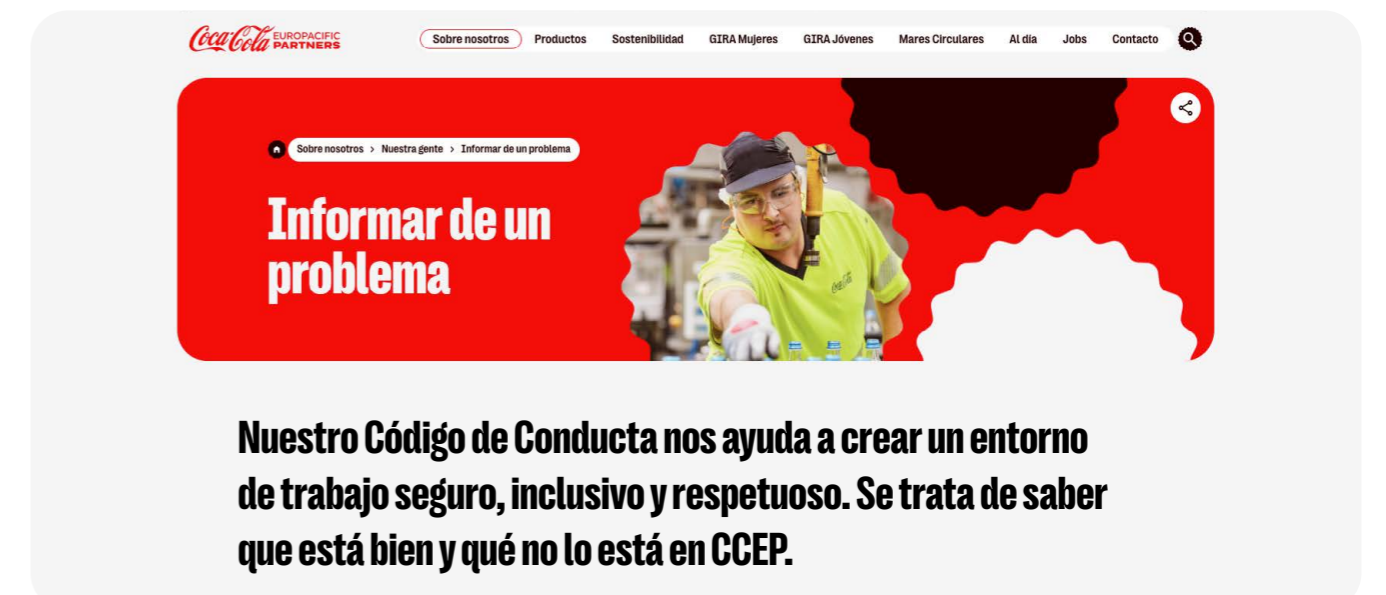 Coca-Cola EUROPACIFIC
PARTNERS
Sobre nosotros Productos Sostenibilidad GIRA Mujeres GIRA Jóvenes Mares Circulares Al día Jobs Contacto
Sobre nosotros > Nuestra gente > Informar de un problema
Informar de un
problema
Coca-Cola
Nuestro Código de Conducta nos ayuda a crear un entorno
de trabajo seguro, inclusivo y respetuoso. Se trata de saber
que está bien y qué no lo está en CCEP.